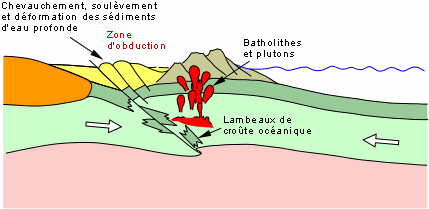 Chevauchement, soulèvement
et déformation des sédiments
d'eau profonde
Zone
d'obduction
Batholithes
et plutons
Lambeaux de
croûte océanique